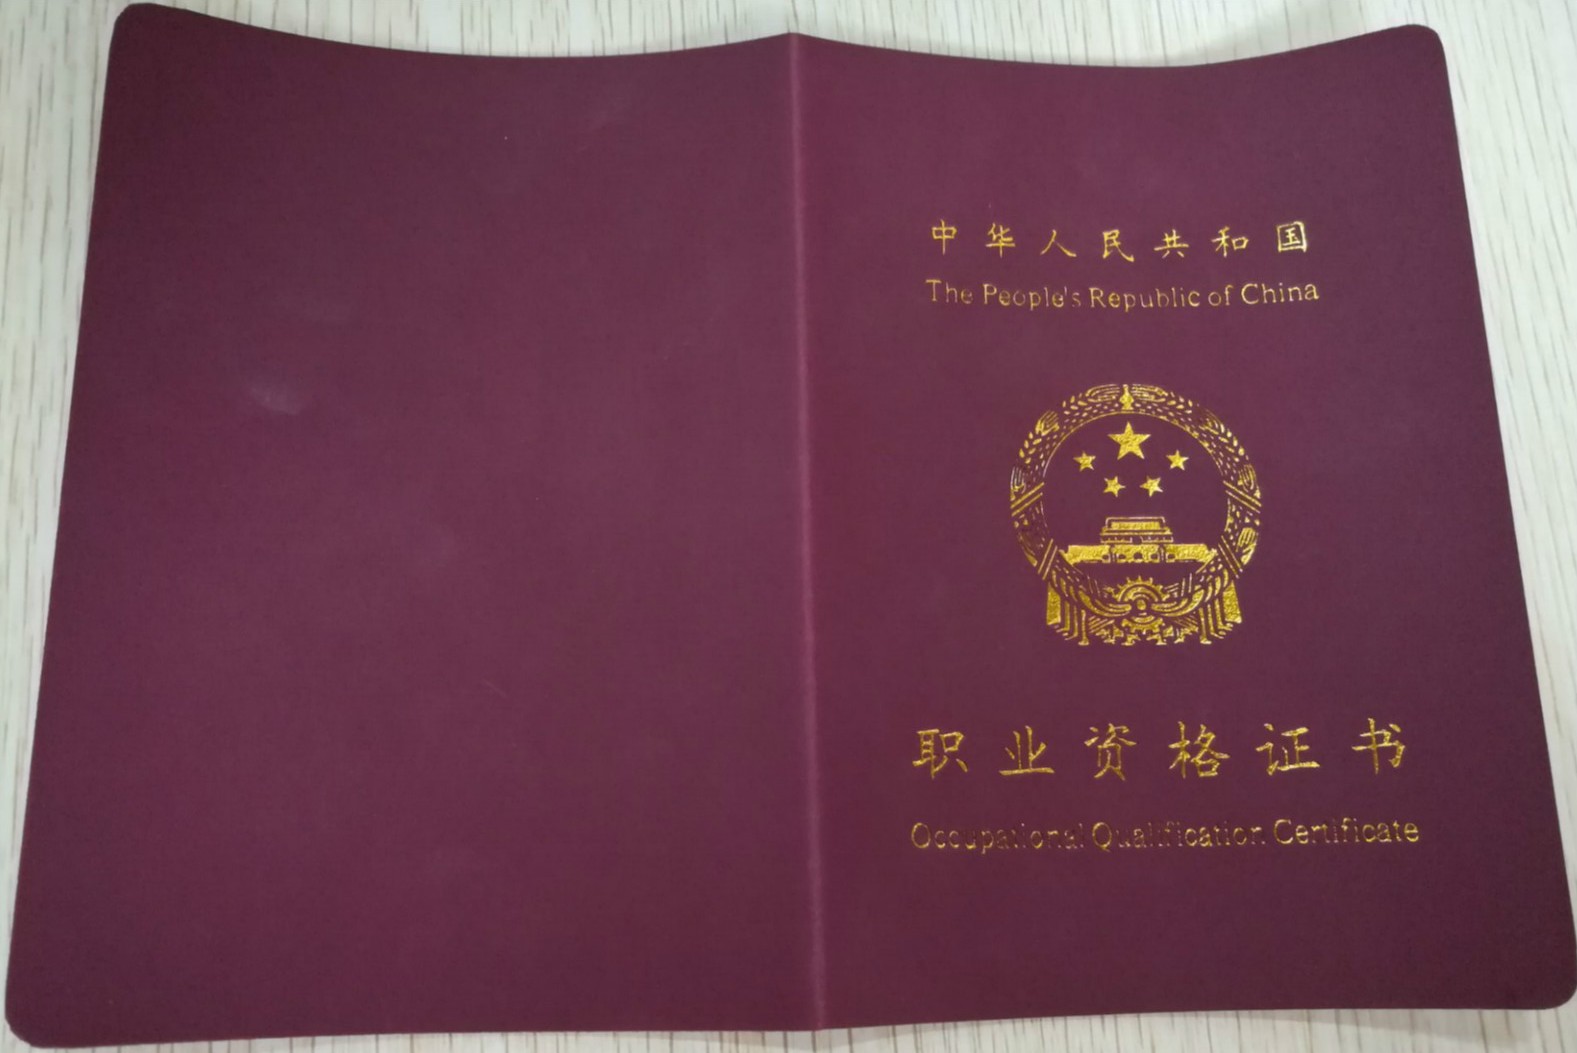 中华人民共和国
The People's Republic of China
职业资格证书
Occupational Qualification Certificate